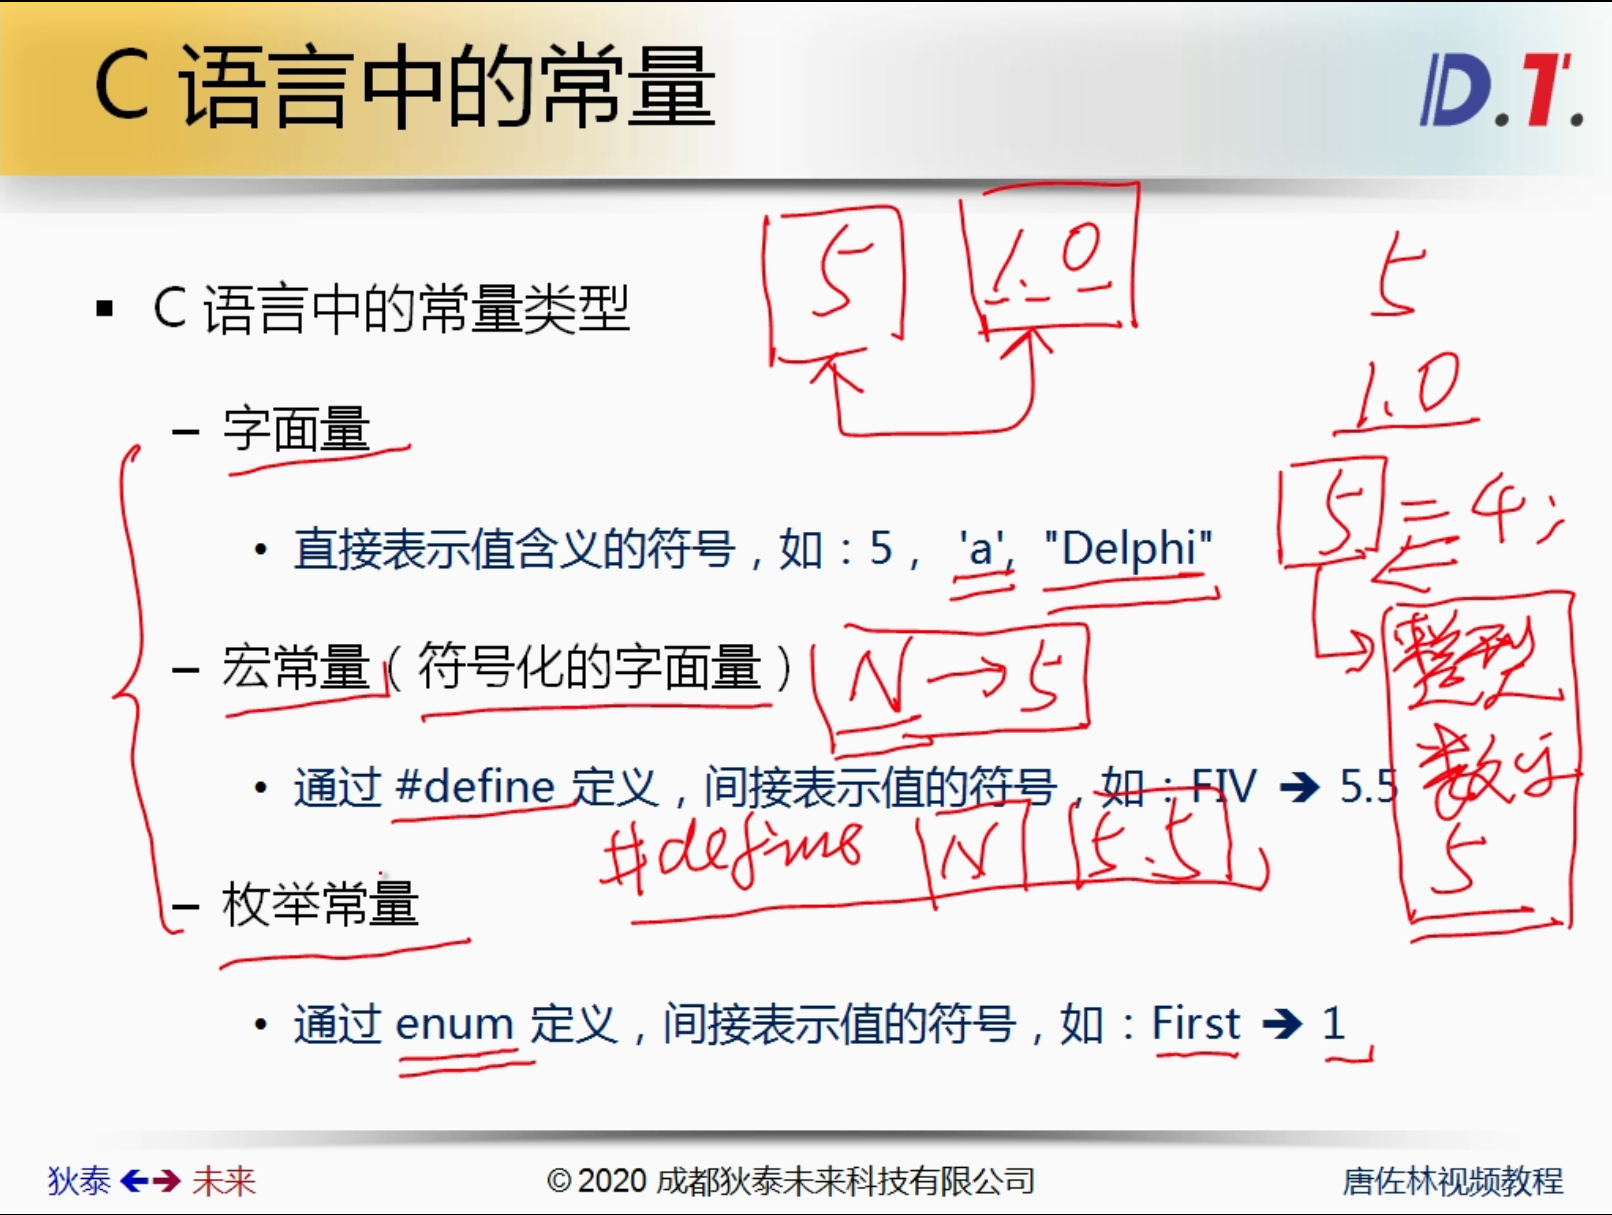 C 语言中的常量
D.T.
5
1.0
5
▪ C 语言中的常量类型
1.0
– 字面量
5 = 4;
• 直接表示值含义的符号，如：5， 'a', "Delphi"
整型
– 宏常量（符号化的字面量）
N → 5
数字
• 通过 #define 定义，间接表示值的符号，如：FIV ➔ 5.5
#define N 5.5
5
– 枚举常量
• 通过 enum 定义，间接表示值的符号，如：First ➔ 1
狄泰 ←→ 未来
© 2020 成都狄泰未来科技有限公司
唐佐林视频教程